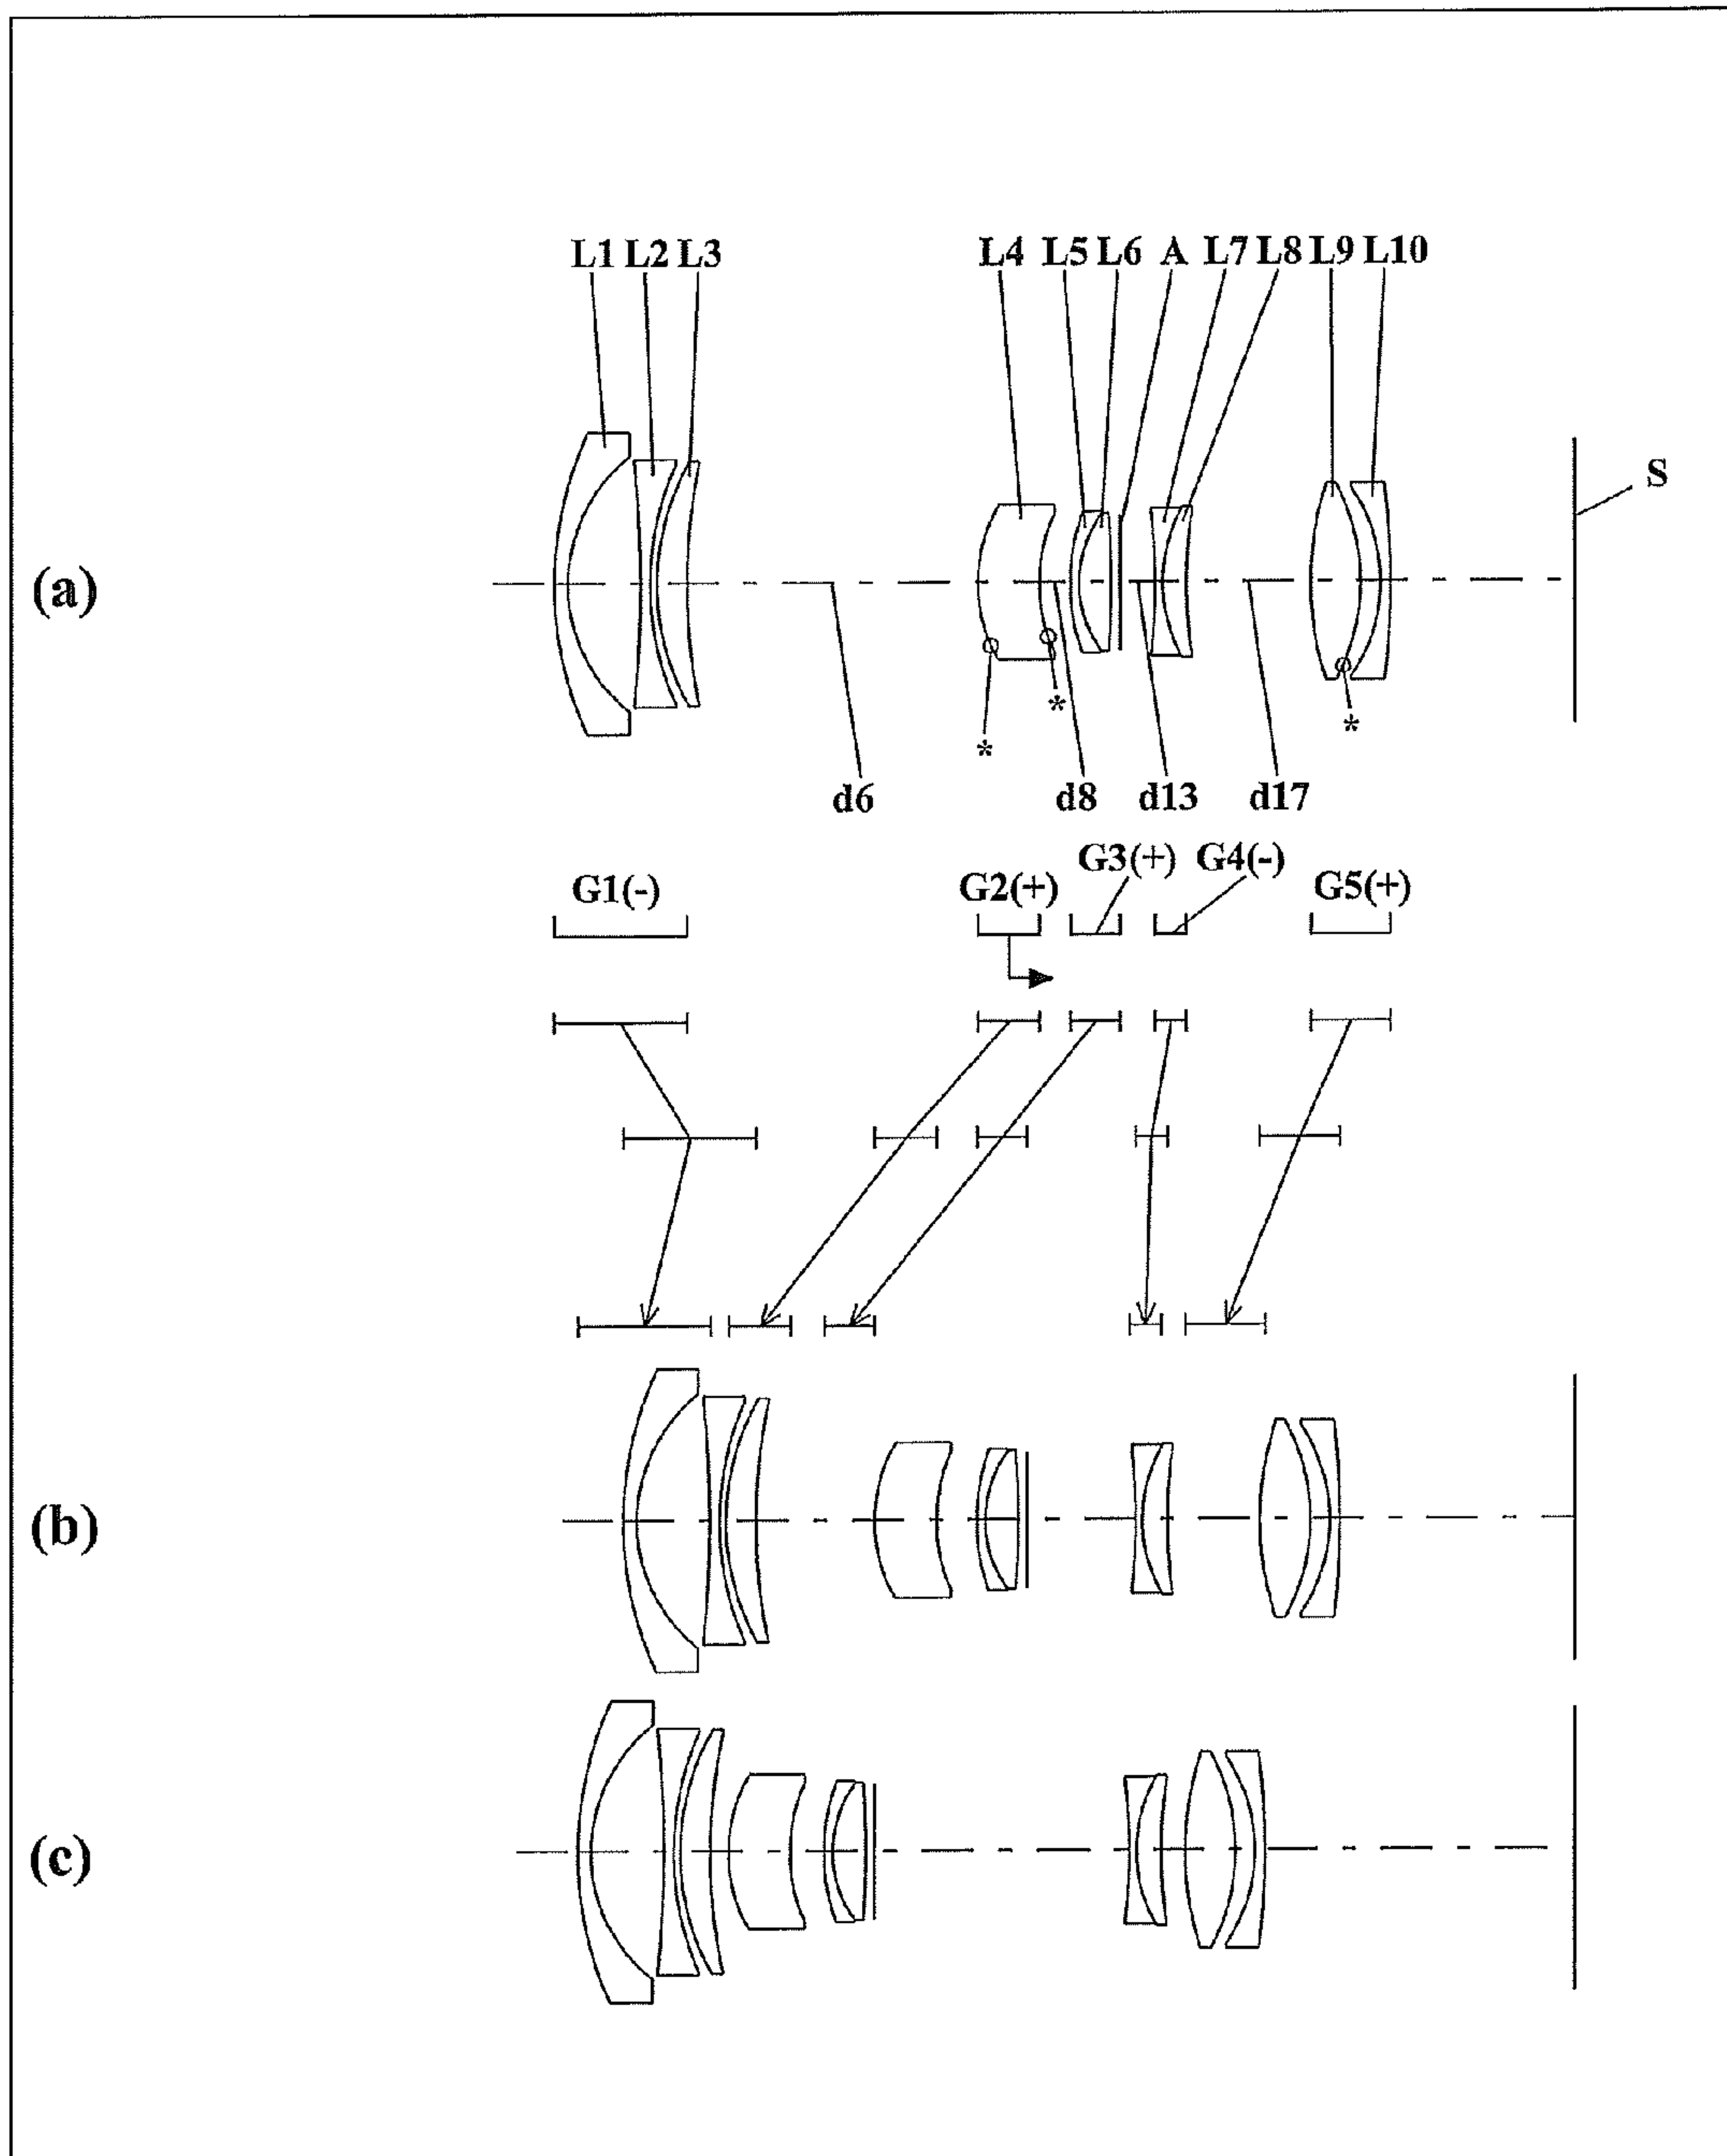 L1 L2 L3 L4 L5 L6 A L7 L8 L9 L10
S
(a)
* * *
d6 d8 d13 d17
G1(-) G2(+) G3(+) G4(-) G5(+)
(b)
(c)